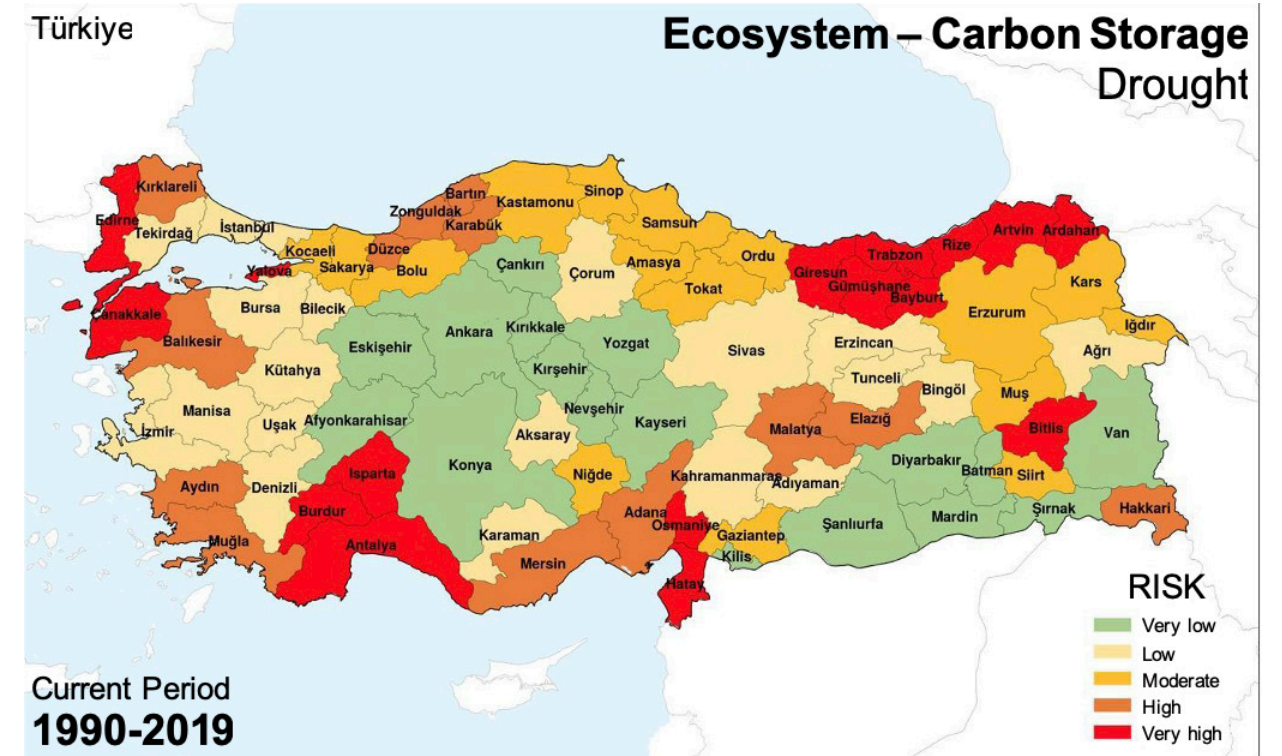 Türkiye
Ecosystem – Carbon Storage
Drought
Kırklareli
Edirne
Tekirdağ
İstanbul
Kocaeli
Yalova
Sakarya
Düzce
Bolu
Zonguldak
Bartın
Karabük
Kastamonu
Sinop
Samsun
Çankırı
Çorum
Amasya
Ordu
Tokat
Giresun
Trabzon
Gümüşhane
Bayburt
Rize
Artvin
Ardahan
Kars
Erzurum
Iğdır
Ağrı
Çanakkale
Balıkesir
Bursa
Bilecik
Eskişehir
Ankara
Kırıkkale
Yozgat
Sivas
Erzincan
Tunceli
Bingöl
Muş
Kütahya
Kırşehir
Manisa
Uşak
Afyonkarahisar
Nevşehir
Kayseri
Malatya
Elazığ
Bitlis
Van
İzmir
Aksaray
Konya
Niğde
Kahramanmaraş
Adıyaman
Diyarbakır
Batman
Siirt
Aydın
Denizli
Isparta
Burdur
Muğla
Antalya
Karaman
Mersin
Adana
Osmaniye
Gaziantep
Kilis
Hatay
Şanlıurfa
Mardin
Şırnak
Hakkari
RISK
Very low
Low
Moderate
High
Very high
Current Period
1990-2019